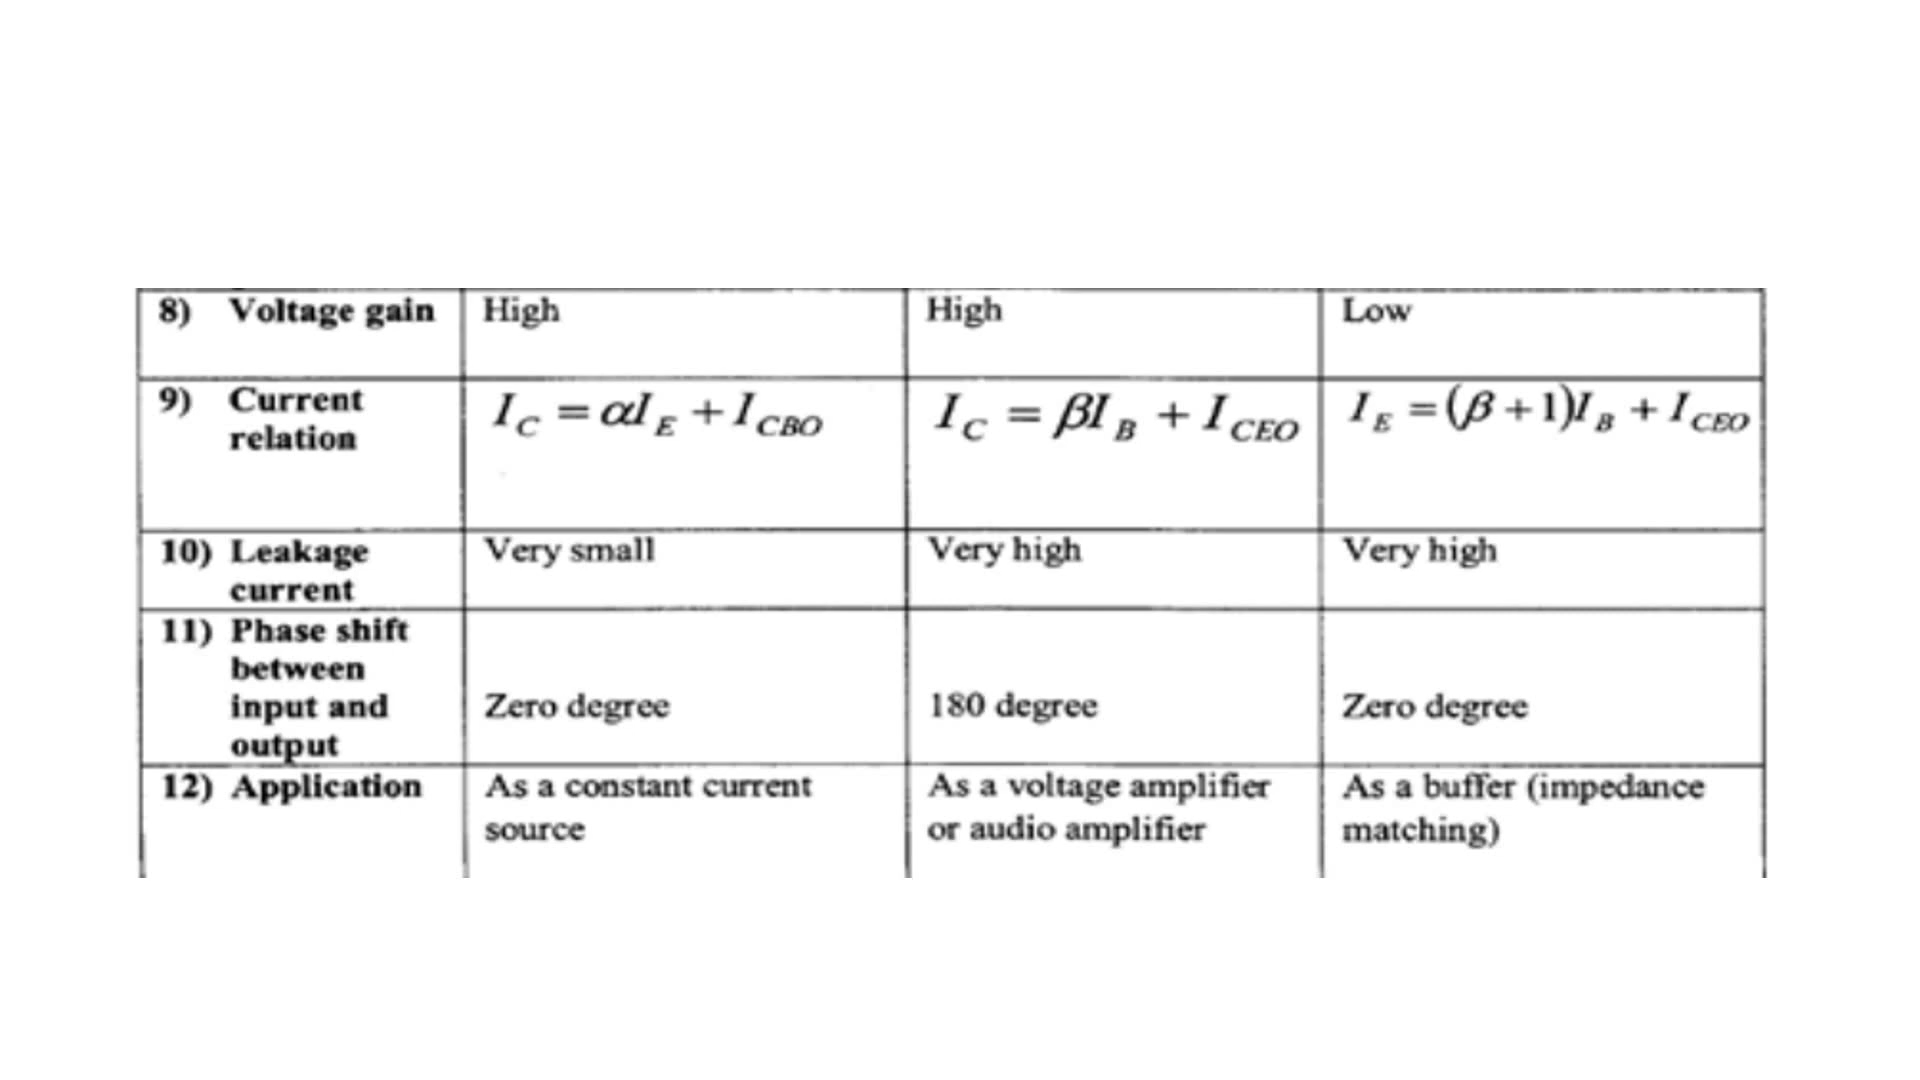 8) Voltage gain High High Low
9) Current relation I_C = αI_E + I_CBO I_C = βI_B + I_CEO I_E = (β + 1)I_B + I_CEO
10) Leakage current Very small Very high Very high
11) Phase shift between input and output Zero degree 180 degree Zero degree
12) Application As a constant current source As a voltage amplifier or audio amplifier As a buffer (impedance matching)